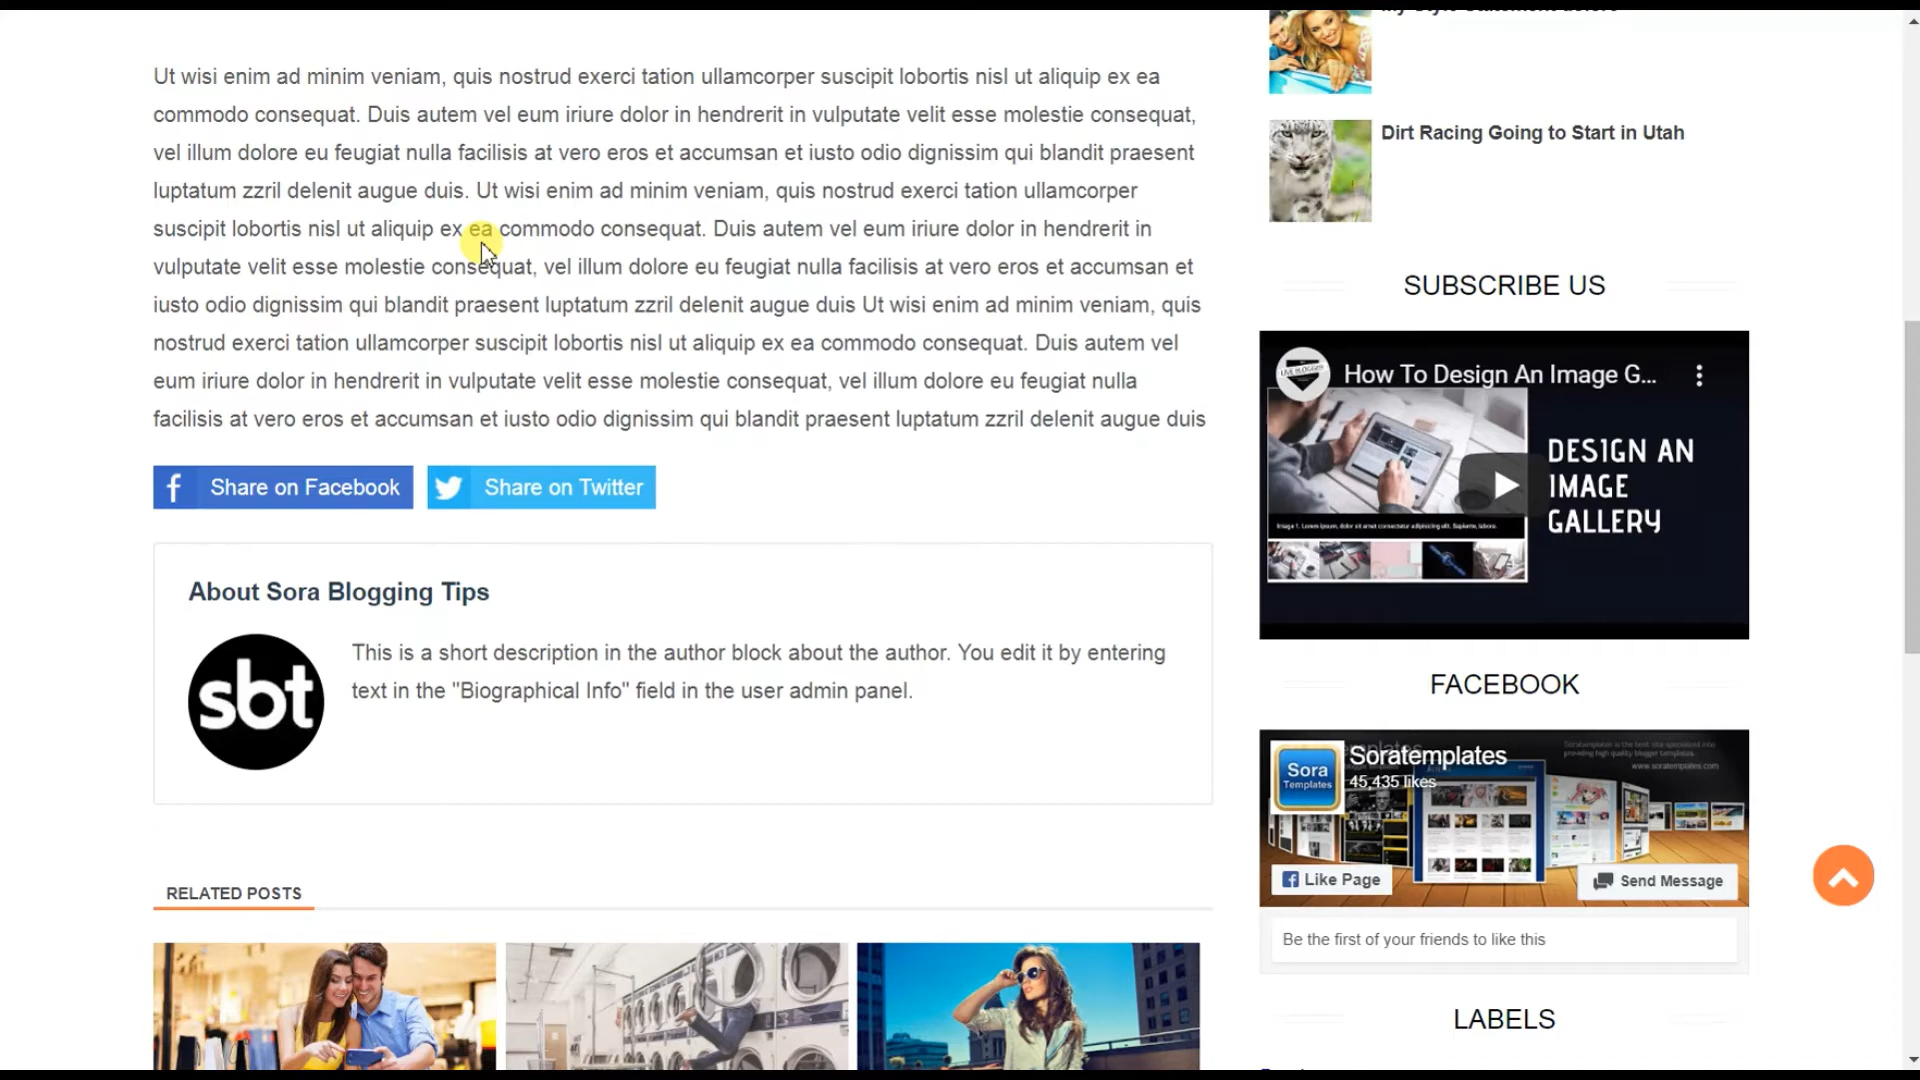 Ut wisi enim ad minim veniam, quis nostrud exerci tation ullamcorper suscipit lobortis nisl ut aliquip ex ea
commodo consequat. Duis autem vel eum iriure dolor in hendrerit in vulputate velit esse molestie consequat,
vel illum dolore eu feugiat nulla facilisis at vero eros et accumsan et iusto odio dignissim qui blandit praesent
luptatum zzril delenit augue duis. Ut wisi enim ad minim veniam, quis nostrud exerci tation ullamcorper
suscipit lobortis nisl ut aliquip ex ea commodo consequat. Duis autem vel eum iriure dolor in hendrerit in
vulputate velit esse molestie consequat, vel illum dolore eu feugiat nulla facilisis at vero eros et accumsan et
iusto odio dignissim qui blandit praesent luptatum zzril delenit augue duis Ut wisi enim ad minim veniam, quis
nostrud exerci tation ullamcorper suscipit lobortis nisl ut aliquip ex ea commodo consequat. Duis autem vel
eum iriure dolor in hendrerit in vulputate velit esse molestie consequat, vel illum dolore eu feugiat nulla
facilisis at vero eros et accumsan et iusto odio dignissim qui blandit praesent luptatum zzril delenit augue duis
Share on Facebook
Share on Twitter
About Sora Blogging Tips
sbt
This is a short description in the author block about the author. You edit it by entering
text in the "Biographical Info" field in the user admin panel.
RELATED POSTS
Dirt Racing Going to Start in Utah
SUBSCRIBE US
LIVE BLOGGER
How To Design An Image G...
DESIGN AN
IMAGE
GALLERY
FACEBOOK
Sora
Templates
Soratemplates
45,435 likes
www.soratemplates.com
Like Page
Send Message
Be the first of your friends to like this
LABELS